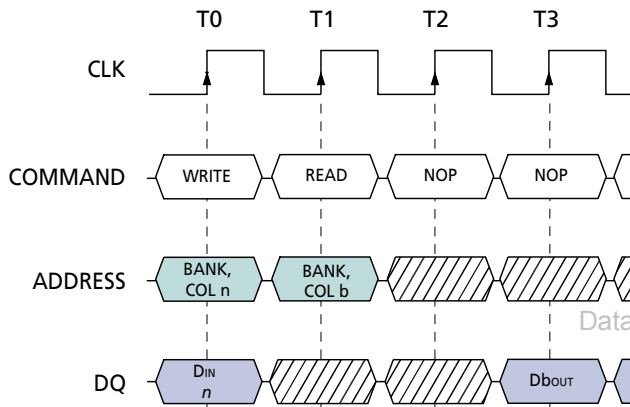 T0 T1 T2 T3
CLK
COMMAND WRITE READ NOP NOP
ADDRESS BANK, COL n BANK, COL b
Data
DQ DIN n DbOUT